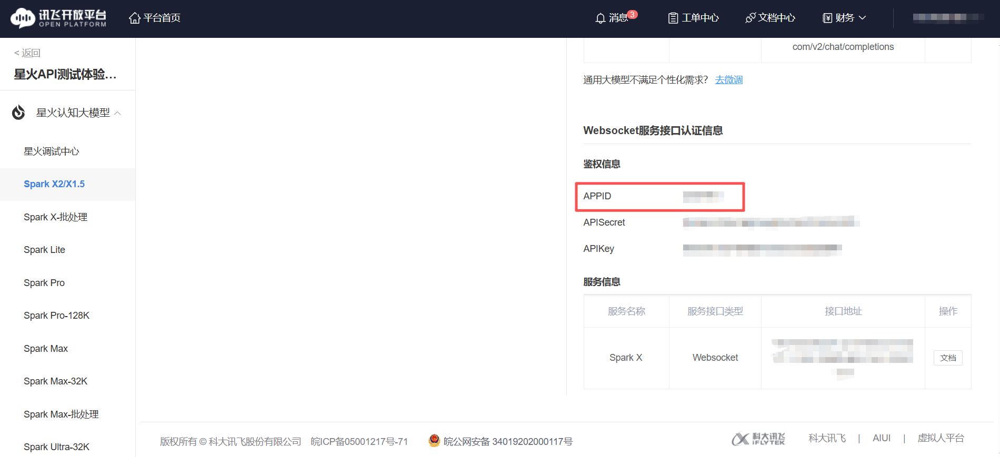 讯飞开放平台
OPEN PLATFORM
平台首页
消息 3
工单中心
文档中心
财务
< 返回
星火API测试体验...
星火认知大模型
星火调试中心
Spark X2/X1.5
Spark X-批处理
Spark Lite
Spark Pro
Spark Pro-128K
Spark Max
Spark Max-32K
Spark Max-批处理
Spark Ultra-32K
com/v2/chat/completions
通用大模型不满足个性化需求? 去微调
Websocket服务接口认证信息
鉴权信息
APPID
APISecret
APIKey
服务信息
服务名称 服务接口类型 接口地址 操作
Spark X Websocket 文档
版权所有 © 科大讯飞股份有限公司 皖ICP备05001217号-71 皖公网安备 34019202000117号
科大讯飞
iFLYTEK
科大讯飞 | AIUI | 虚拟人平台